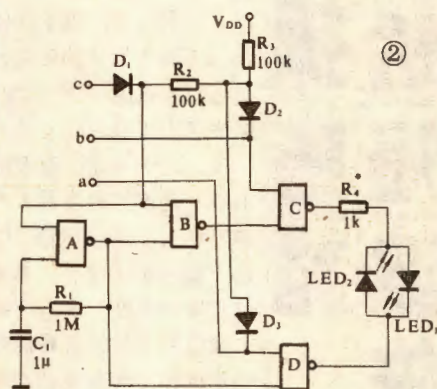 V_DD
R₃
100k
②
D₁
c
R₂
100k
D₂
b
a
A
B
C
R₄*
1k
R₁
1M
C₁
1μ
D₃
D
LED₂
LED₁